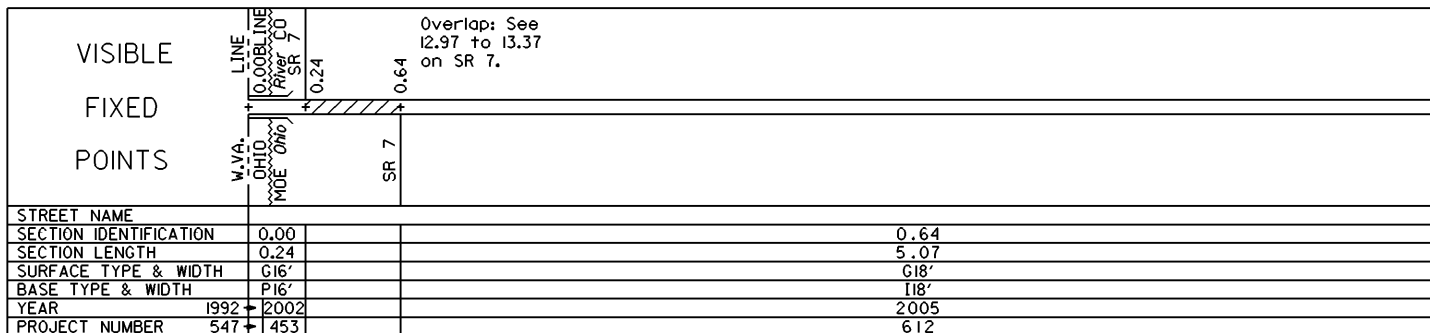 VISIBLE
FIXED
POINTS
LINE
0.00BLINE
River CO
SR 7
0.24
0.64
Overlap: See
12.97 to 13.37
on SR 7.
W.VA.
OHIO
MOE Ohio
SR 7
STREET NAME
SECTION IDENTIFICATION 0.00 0.64
SECTION LENGTH 0.24 5.07
SURFACE TYPE & WIDTH G16' G18'
BASE TYPE & WIDTH P16' I18'
YEAR 1992 2002 2005
PROJECT NUMBER 547 453 612